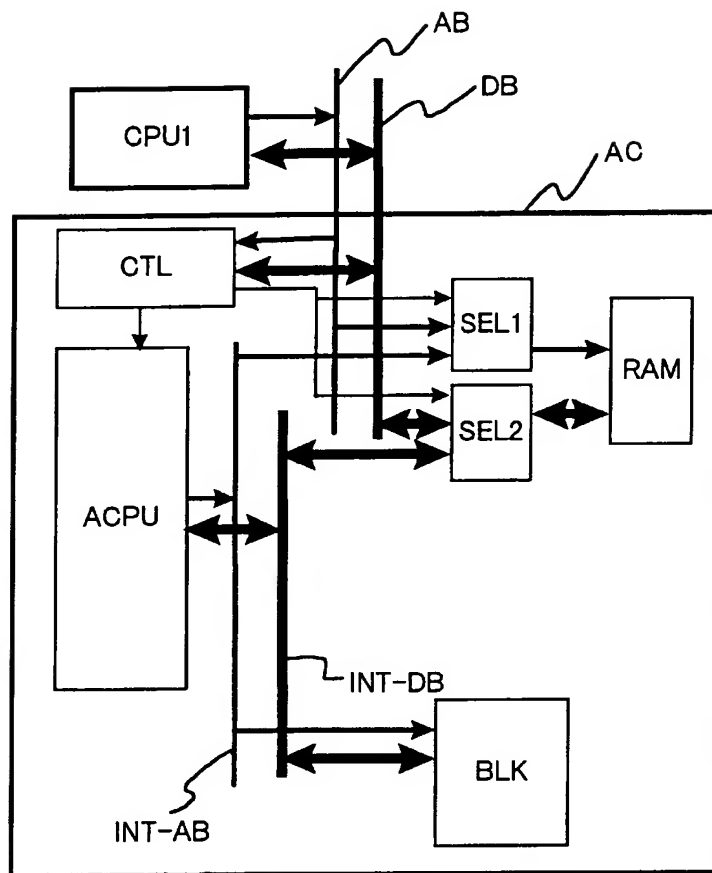 AB
DB
CPU1
AC
CTL
SEL1
RAM
SEL2
ACPU
INT-DB
BLK
INT-AB